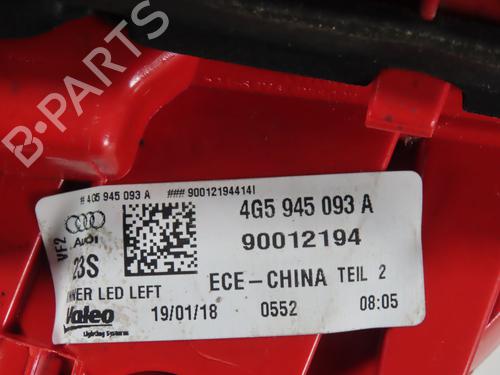 B-PARTS
# 4G5 945 093 A ### 90012194414I
VF2
Audi
4G5 945 093 A
90012194
23S
ECE-CHINA TEIL 2
LED LEFT
Valeo
Lighting Systems
19/01/18 0552 08:05